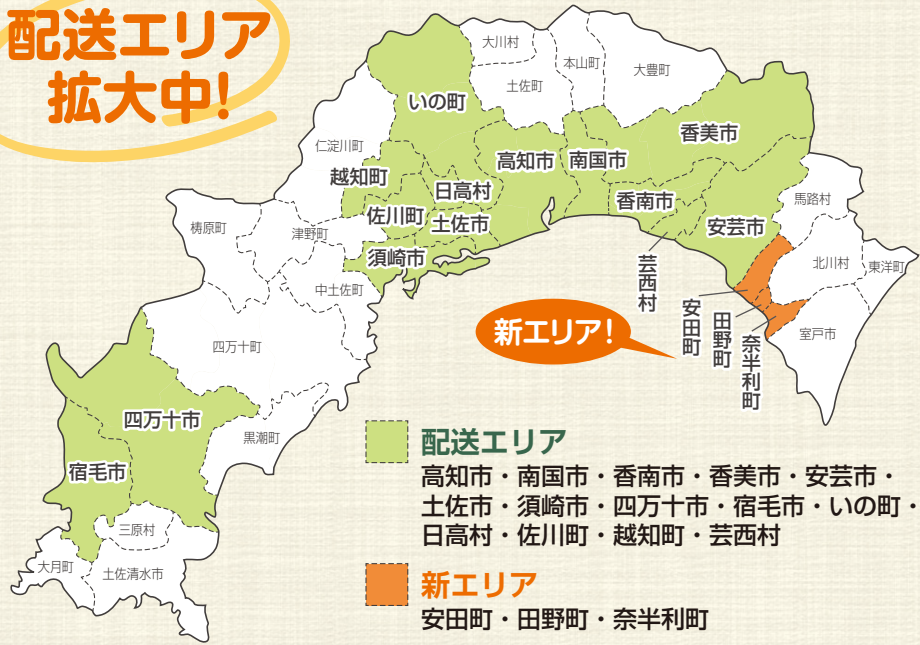 配送エリア
拡大中!
大川村
本山町
大豊町
土佐町
いの町
仁淀川町
高知市
南国市
香美市
越知町
日高村
香南市
馬路村
佐川町
土佐市
安芸市
梼原町
津野町
須崎市
芸西村
北川村
東洋町
中土佐町
安田町
田野町
奈半利町
室戸市
新エリア!
四万十町
四万十市
黒潮町
宿毛市
三原村
大月町
土佐清水市
配送エリア
高知市・南国市・香南市・香美市・安芸市・
土佐市・須崎市・四万十市・宿毛市・いの町・
日高村・佐川町・越知町・芸西村
新エリア
安田町・田野町・奈半利町